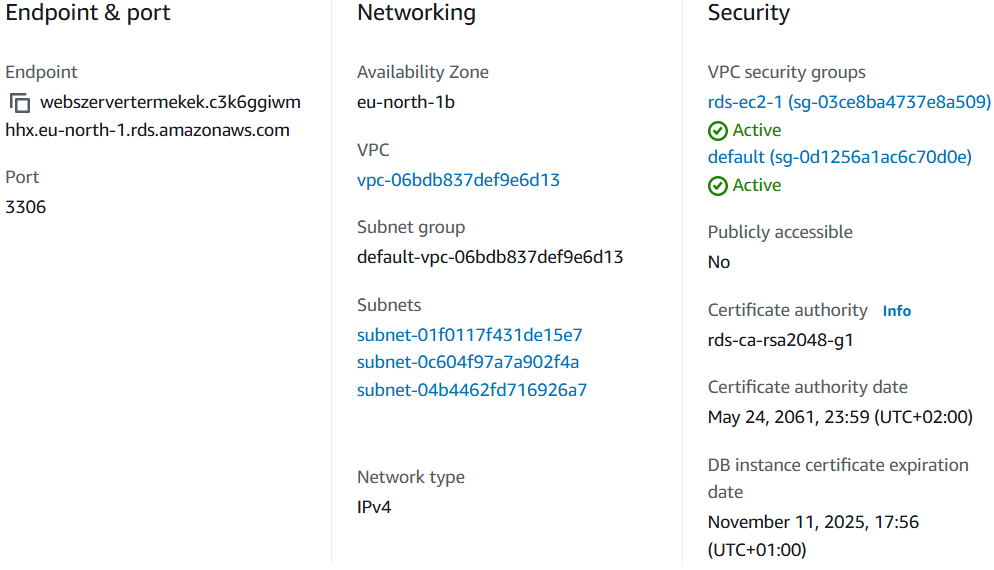 Endpoint & port
Endpoint
webszervertermekek.c3k6ggiwm
hhx.eu-north-1.rds.amazonaws.com
Port
3306
Networking
Availability Zone
eu-north-1b
VPC
vpc-06bdb837def9e6d13
Subnet group
default-vpc-06bdb837def9e6d13
Subnets
subnet-01f0117f431de15e7
subnet-0c604f97a7a902f4a
subnet-04b4462fd716926a7
Network type
IPv4
Security
VPC security groups
rds-ec2-1 (sg-03ce8ba4737e8a509)
Active
default (sg-0d1256a1ac6c70d0e)
Active
Publicly accessible
No
Certificate authority Info
rds-ca-rsa2048-g1
Certificate authority date
May 24, 2061, 23:59 (UTC+02:00)
DB instance certificate expiration
date
November 11, 2025, 17:56
(UTC+01:00)